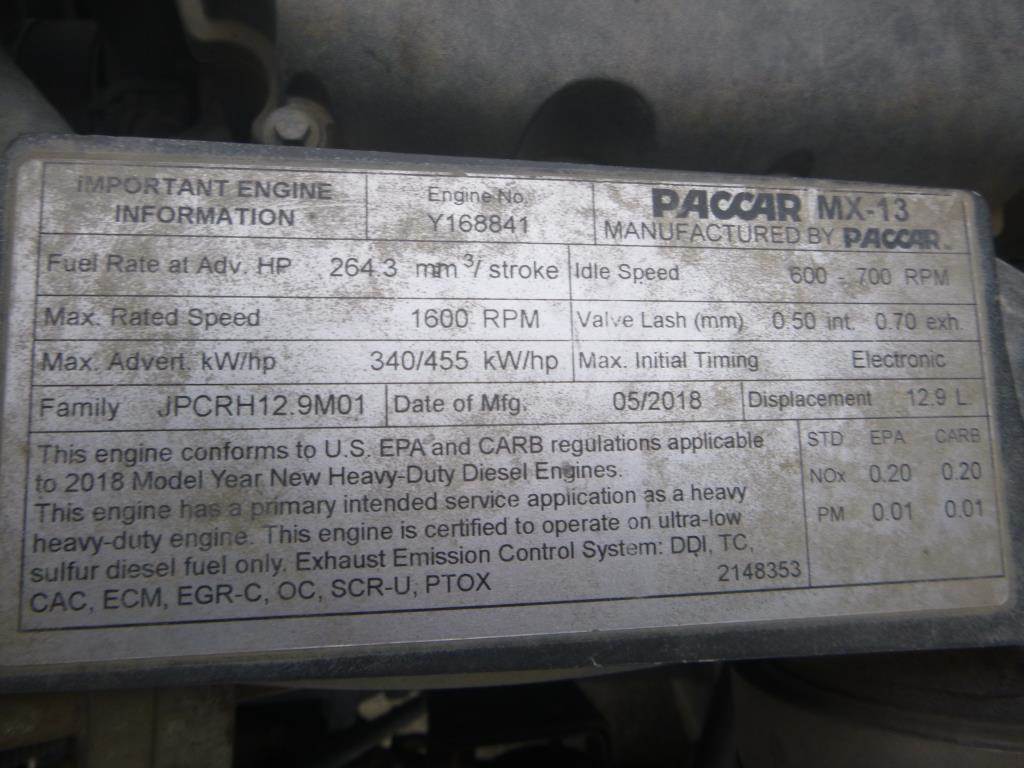 IMPORTANT ENGINE
INFORMATION
Engine No.
Y168841
PACCAR MX-13
MANUFACTURED BY PACCAR
Fuel Rate at Adv. HP 264.3 mm³/ stroke
Idle Speed 600 - 700 RPM
Max. Rated Speed 1600 RPM
Valve Lash (mm) 0.50 int. 0.70 exh.
Max. Advert. kW/hp 340/455 kW/hp
Max. Initial Timing Electronic
Family JPCRH12.9M01
Date of Mfg. 05/2018
Displacement 12.9 L
This engine conforms to U.S. EPA and CARB regulations applicable
to 2018 Model Year New Heavy-Duty Diesel Engines.
This engine has a primary intended service application as a heavy
heavy-duty engine. This engine is certified to operate on ultra-low
sulfur diesel fuel only. Exhaust Emission Control System: DDI, TC,
CAC, ECM, EGR-C, OC, SCR-U, PTOX
2148353
STD EPA CARB
NOx 0.20 0.20
PM 0.01 0.01